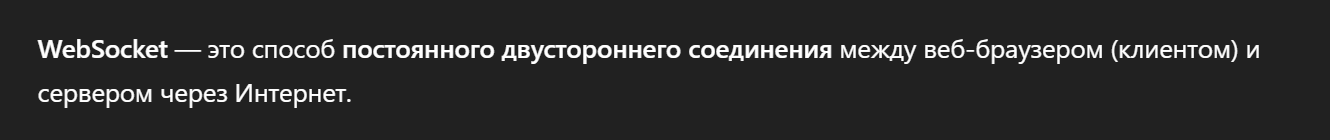 WebSocket — это способ постоянного двустороннего соединения между веб-браузером (клиентом) и
сервером через Интернет.